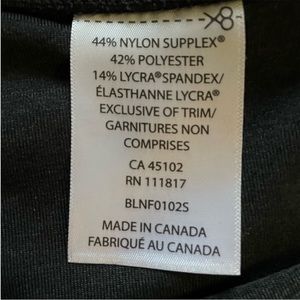 44% NYLON SUPPLEX®
42% POLYESTER
14% LYCRA®SPANDEX/
ÉLASTHANNE LYCRA®
EXCLUSIVE OF TRIM/
GARNITURES NON
COMPRISES
CA 45102
RN 111817
BLNF0102S
MADE IN CANADA
FABRIQUÉ AU CANADA